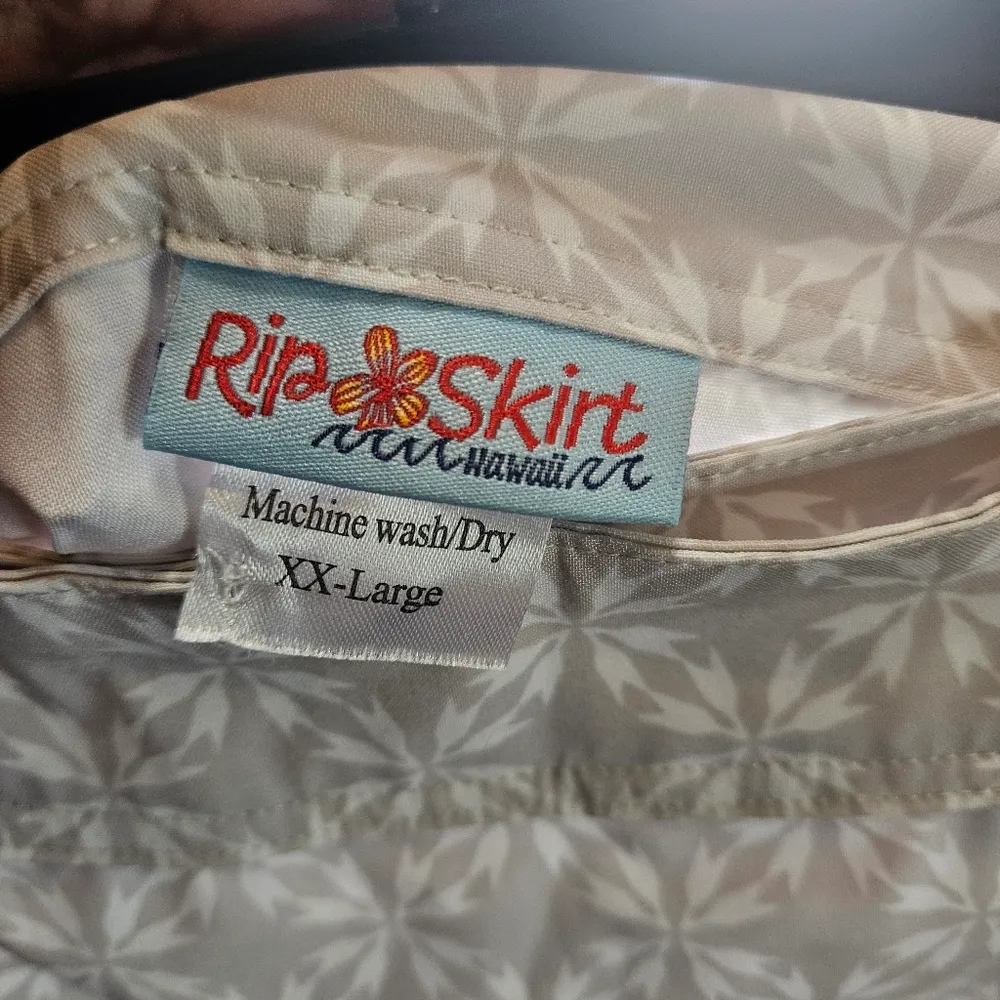 Rip Skirt
Hawaii
Machine wash/Dry
XX-Large